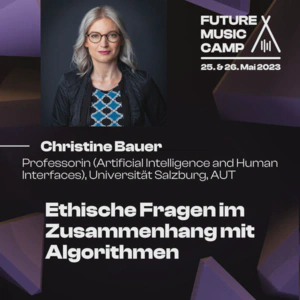 FUTURE
MUSIC
CAMP
25. & 26. Mai 2023
Christine Bauer
Professorin (Artificial Intelligence and Human
Interfaces), Universität Salzburg, AUT
Ethische Fragen im
Zusammenhang mit
Algorithmen